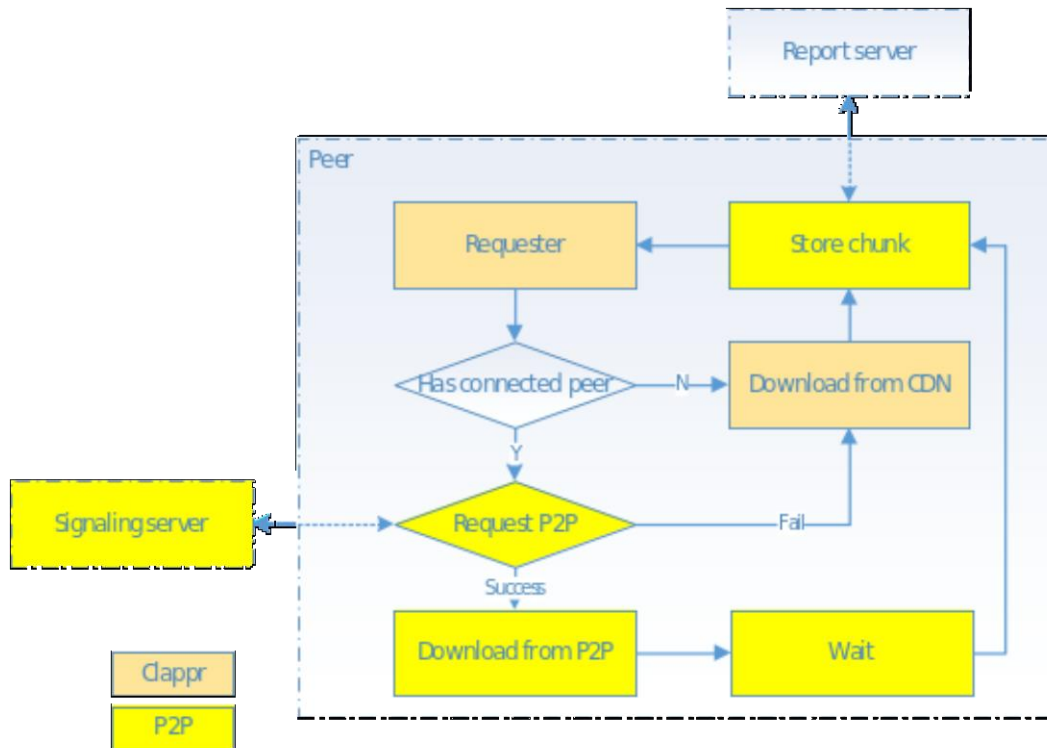 Report server
Peer
Requester
Store chunk
Has connected peer
N
Download from CDN
Y
Signaling server
Request P2P
Fail
Success
Download from P2P
Wait
Clappr
P2P